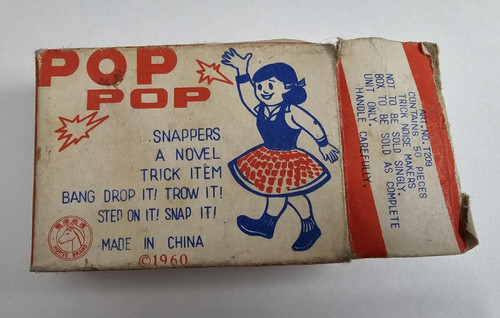 POP
POP
SNAPPERS
A NOVEL
TRICK ITEM
BANG DROP IT! TROW IT!
STEP ON IT! SNAP IT!
MADE IN CHINA
©1960
HORSE BRAND
ART.NO.T209
CONTAINS 50 PIECES
TRICK NOISE MAKERS
NOT TO BE SOLD SINGLY.
BOX TO BE SOLD AS COMPLETE
UNIT ONLY.
HANDLE CAREFULLY.